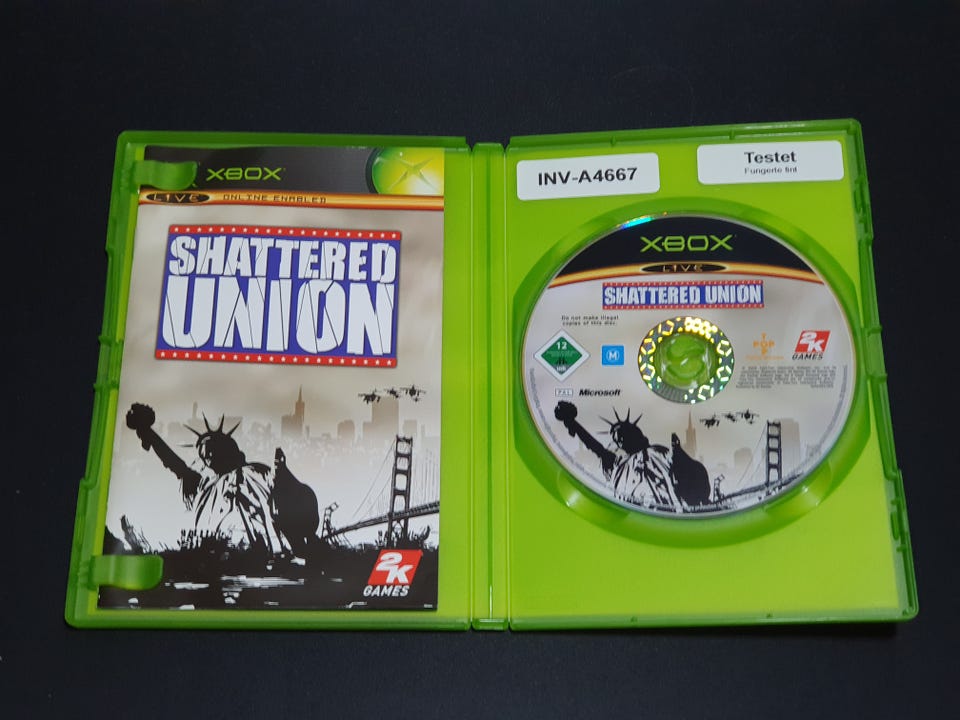 XBOX
LIVE ONLINE ENABLED
SHATTERED
UNION
2K
GAMES
INV-A4667
Testet
Fungerte fint
XBOX
LIVE
SHATTERED UNION
Do not make illegal
copies of this disc.
12
M
POP
2K
GAMES
PAL Microsoft